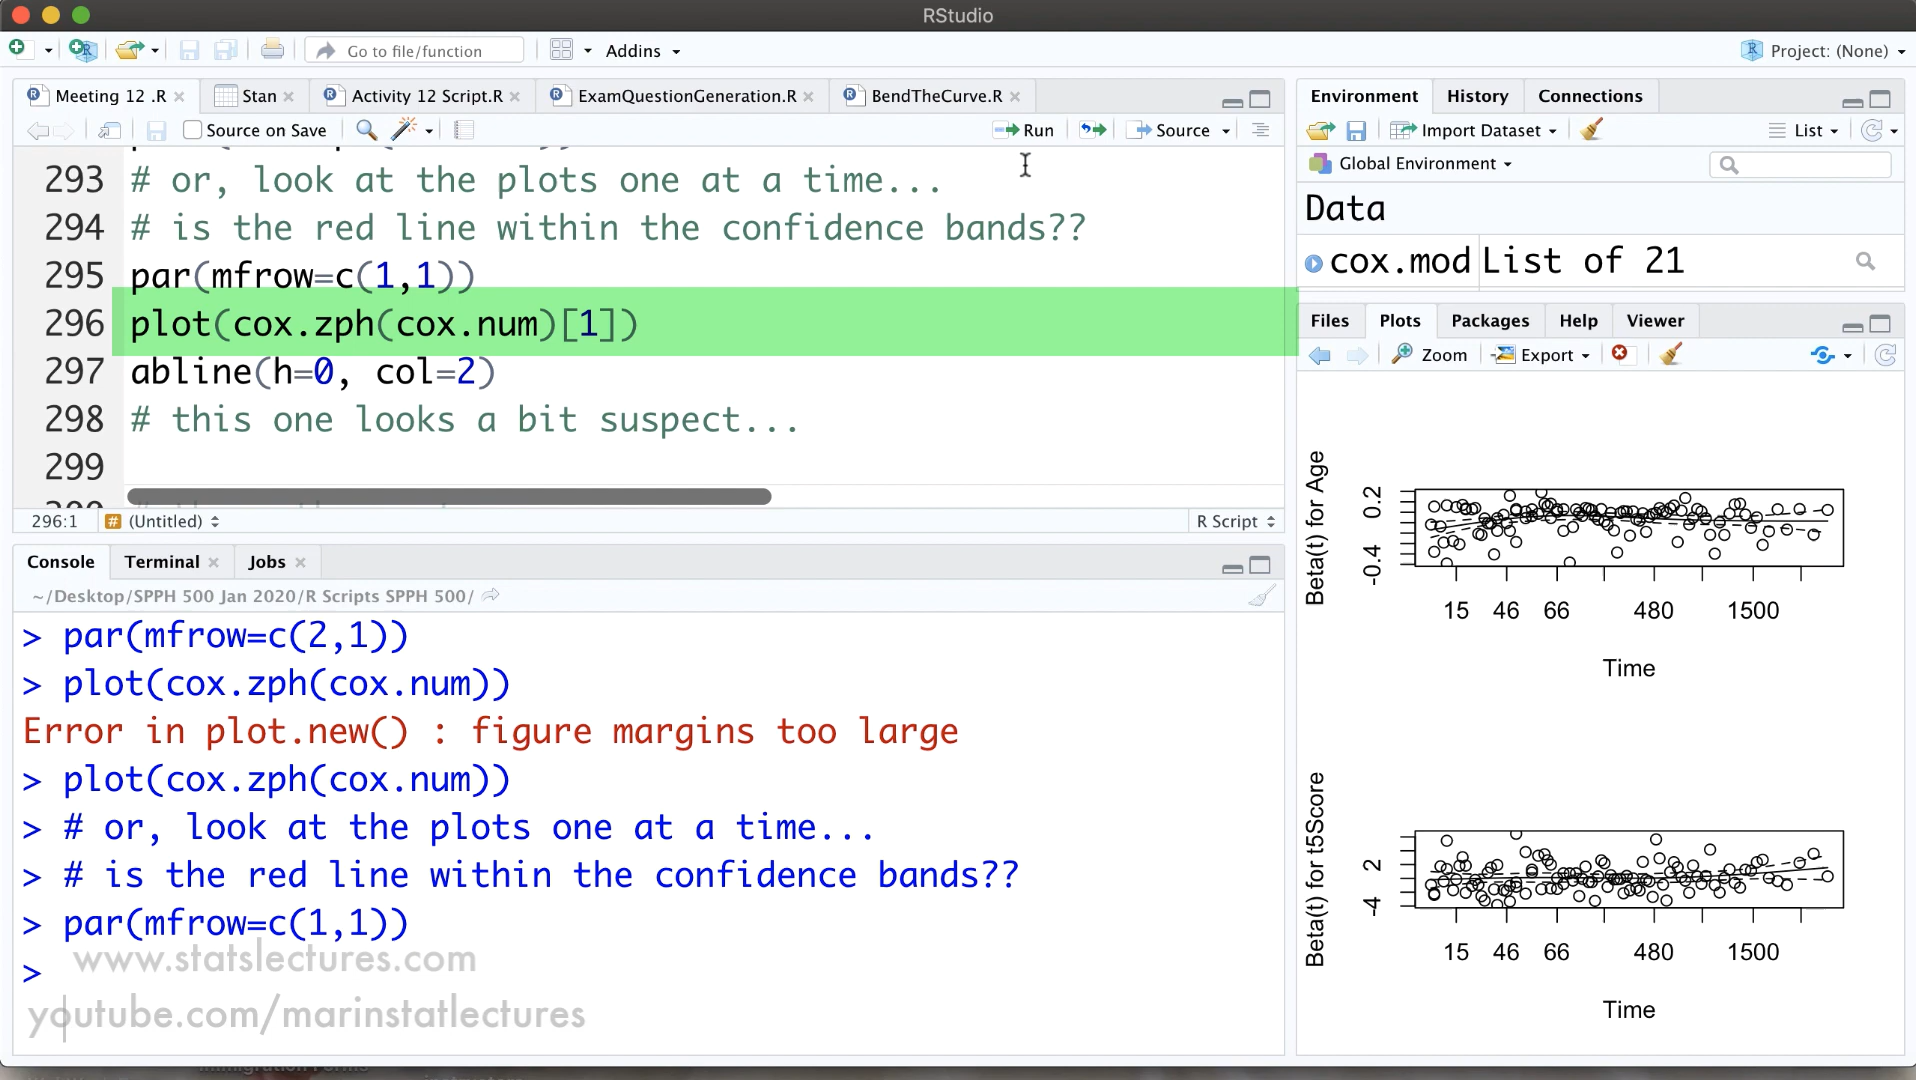 RStudio
Go to file/function
Addins
Project: (None)
Meeting 12 .R
Stan
Activity 12 Script.R
ExamQuestionGeneration.R
BendTheCurve.R
Source on Save
Run
Source
293 # or, look at the plots one at a time...
294 # is the red line within the confidence bands??
295 par(mfrow=c(1,1))
296 plot(cox.zph(cox.num)[1])
297 abline(h=0, col=2)
298 # this one looks a bit suspect...
299
296:1
(Untitled)
R Script
Console
Terminal
Jobs
~/Desktop/SPPH 500 Jan 2020/R Scripts SPPH 500/
> par(mfrow=c(2,1))
> plot(cox.zph(cox.num))
Error in plot.new() : figure margins too large
> plot(cox.zph(cox.num))
> # or, look at the plots one at a time...
> # is the red line within the confidence bands??
> par(mfrow=c(1,1))
>
www.statslectures.com
youtube.com/marinstatlectures
Environment
History
Connections
Import Dataset
List
Global Environment
Data
cox.mod List of 21
Files
Plots
Packages
Help
Viewer
Zoom
Export
Beta(t) for Age
0.2
-0.4
15 46 66 480 1500
Time
Beta(t) for t5Score
2
-4
15 46 66 480 1500
Time